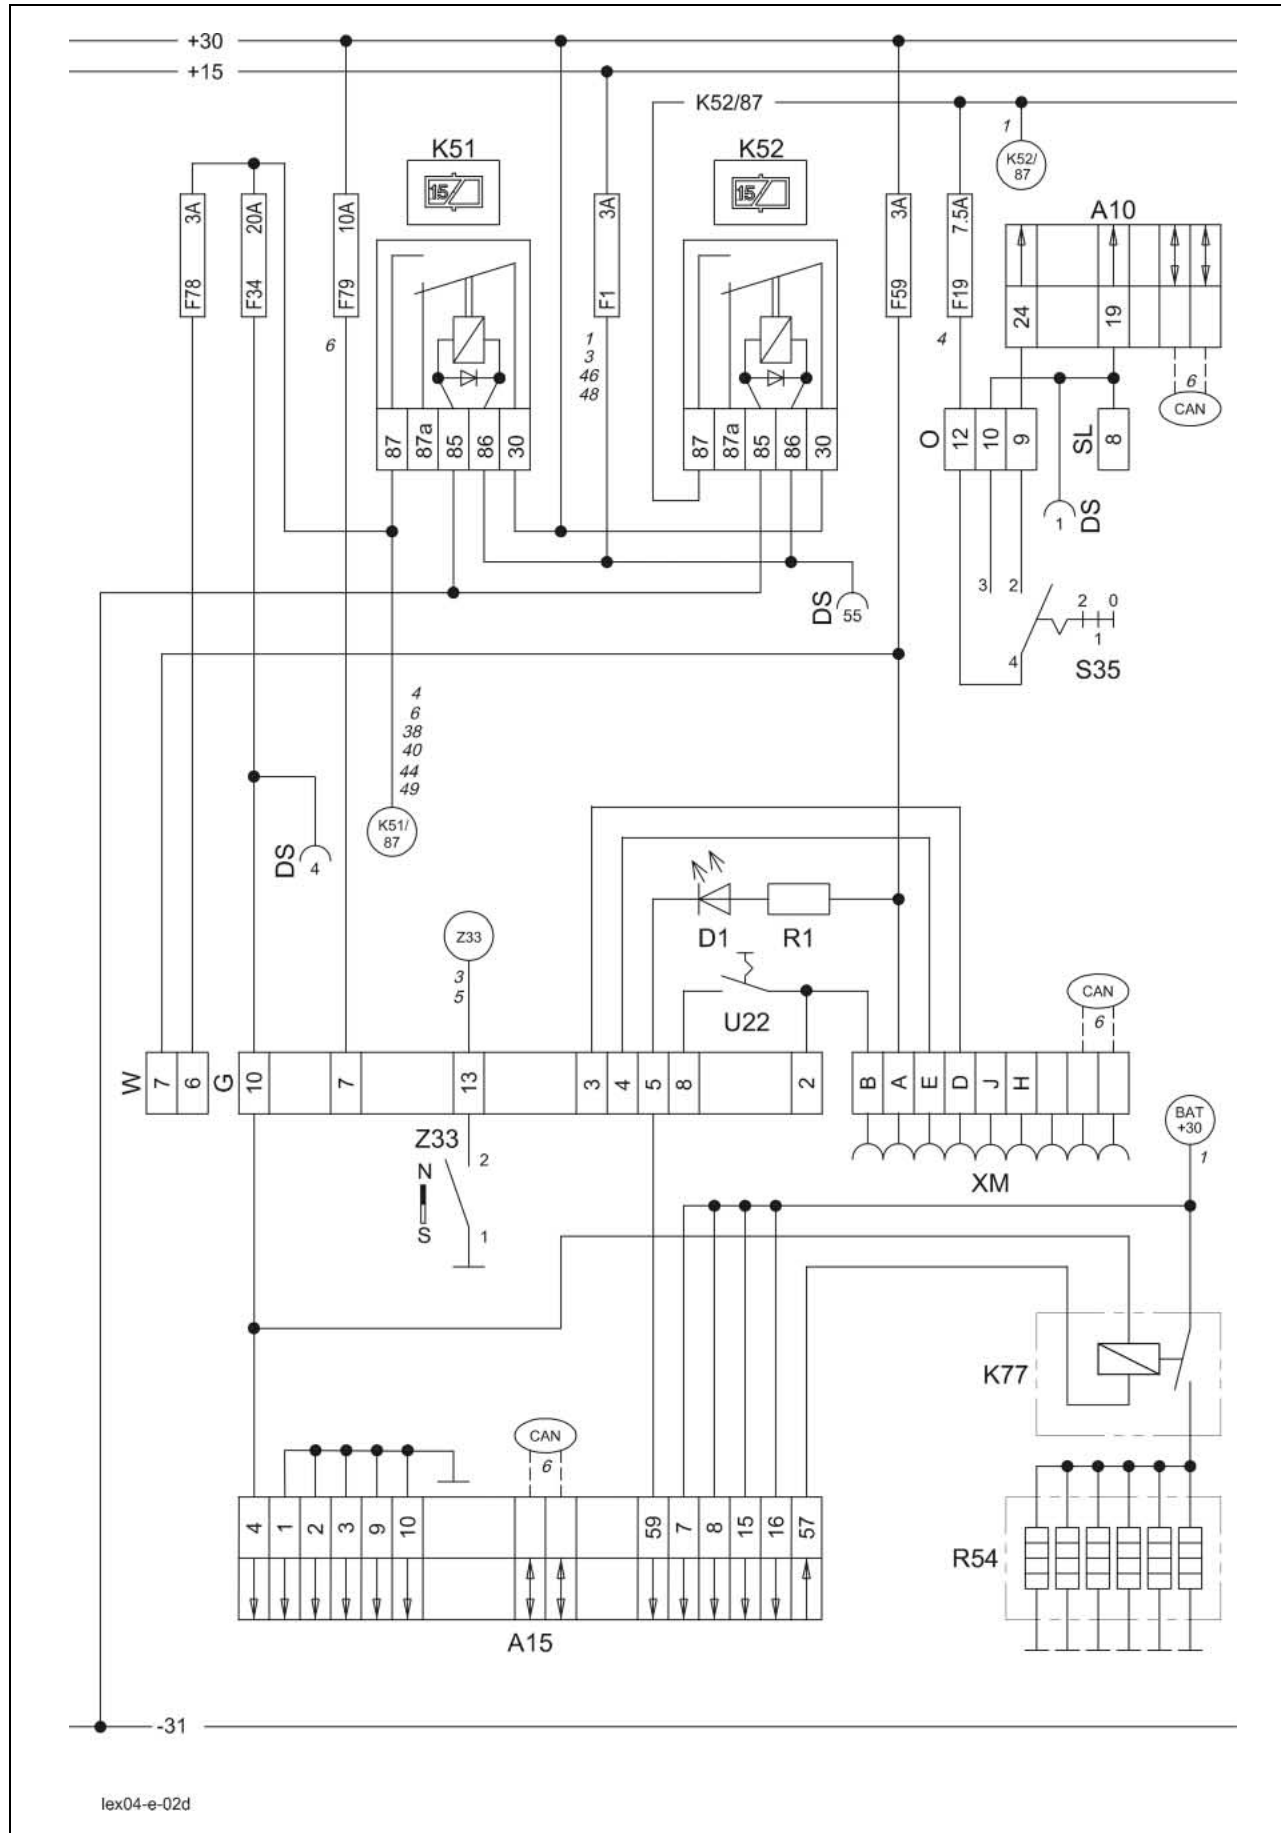 +30
+15
K52/87
K51
K52
1
K52/
87
A10
15
15
3A
20A
10A
3A
3A
7.5A
F78
F34
F79
F1
F59
F19
24
19
6
1
3
46
48
4
6
CAN
87
87a
85
86
30
87
87a
85
86
30
O
12
10
9
SL
8
1
DS
DS
55
3
2
2
0
1
4
S35
4
6
38
40
44
49
K51/
87
DS
4
D1
R1
Z33
3
5
U22
CAN
6
W
7
6
G
10
7
13
3
4
5
8
2
B
A
E
D
J
H
XM
BAT
+30
1
Z33
2
N
S
1
K77
CAN
6
4
1
2
3
9
10
59
7
8
15
16
57
R54
A15
-31
lex04-e-02d